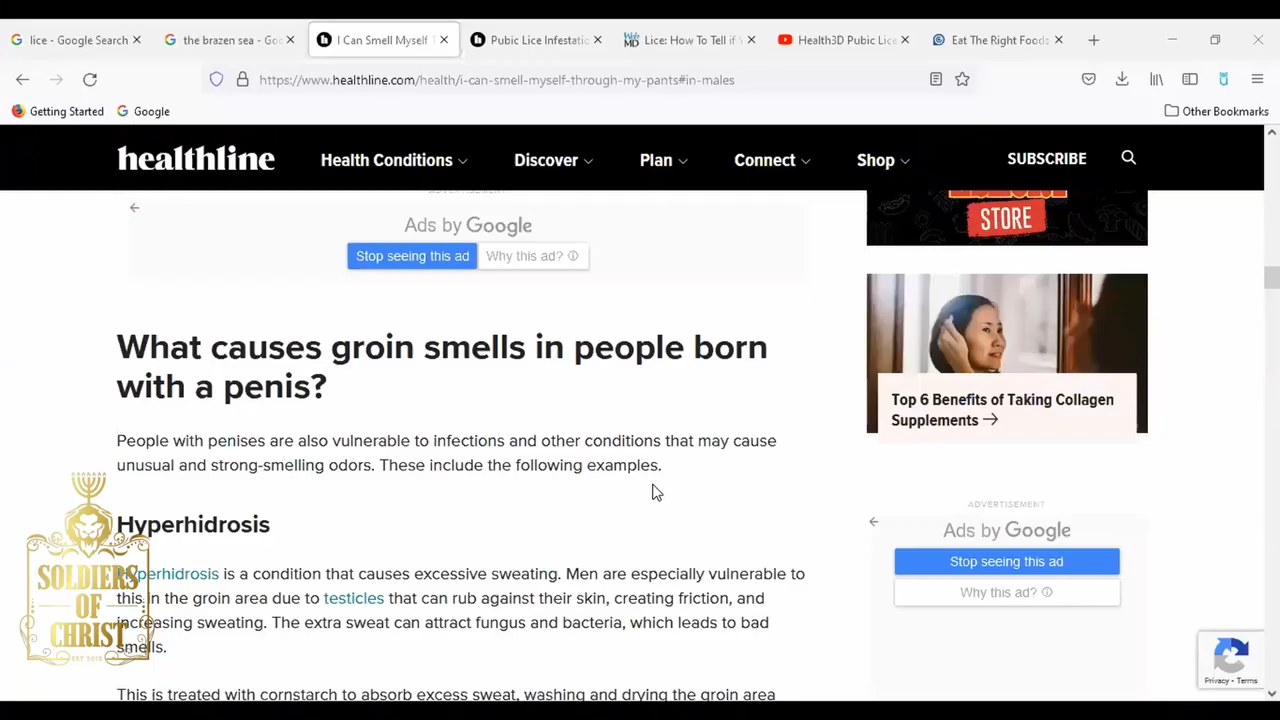 lice - Google Search
the brazen sea - Goo
I Can Smell Myself T
Pubic Lice Infestatio
Web MD Lice: How To Tell if Y
Health3D Pubic Lice
Eat The Right Foods
https://www.healthline.com/health/i-can-smell-myself-through-my-pants#in-males
Getting Started
Google
Other Bookmarks
healthline
Health Conditions
Discover
Plan
Connect
Shop
SUBSCRIBE
ADVERTISEMENT
Ads by Google
Stop seeing this ad
Why this ad?
STORE
What causes groin smells in people born
with a penis?
People with penises are also vulnerable to infections and other conditions that may cause
unusual and strong-smelling odors. These include the following examples.
Hyperhidrosis
Hyperhidrosis is a condition that causes excessive sweating. Men are especially vulnerable to
this in the groin area due to testicles that can rub against their skin, creating friction, and
increasing sweating. The extra sweat can attract fungus and bacteria, which leads to bad
smells.
This is treated with cornstarch to absorb excess sweat, washing and drying the groin area
Top 6 Benefits of Taking Collagen
Supplements →
ADVERTISEMENT
Ads by Google
Stop seeing this ad
Why this ad?
Privacy - Terms
SOLDIERS
OF
CHRIST